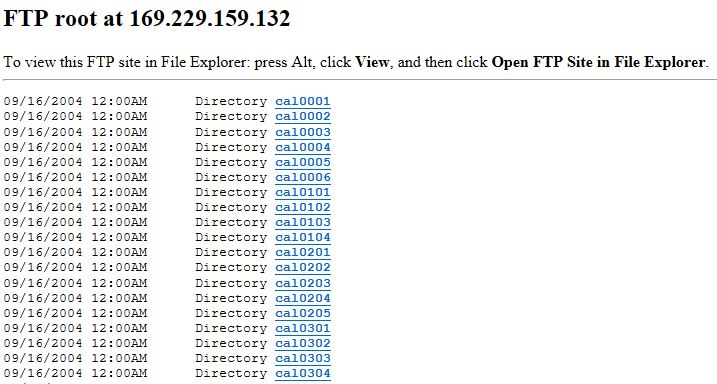 FTP root at 169.229.159.132
To view this FTP site in File Explorer: press Alt, click View, and then click Open FTP Site in File Explorer.
09/16/2004 12:00AM Directory cal0001
09/16/2004 12:00AM Directory cal0002
09/16/2004 12:00AM Directory cal0003
09/16/2004 12:00AM Directory cal0004
09/16/2004 12:00AM Directory cal0005
09/16/2004 12:00AM Directory cal0006
09/16/2004 12:00AM Directory cal0101
09/16/2004 12:00AM Directory cal0102
09/16/2004 12:00AM Directory cal0103
09/16/2004 12:00AM Directory cal0104
09/16/2004 12:00AM Directory cal0201
09/16/2004 12:00AM Directory cal0202
09/16/2004 12:00AM Directory cal0203
09/16/2004 12:00AM Directory cal0204
09/16/2004 12:00AM Directory cal0205
09/16/2004 12:00AM Directory cal0301
09/16/2004 12:00AM Directory cal0302
09/16/2004 12:00AM Directory cal0303
09/16/2004 12:00AM Directory cal0304